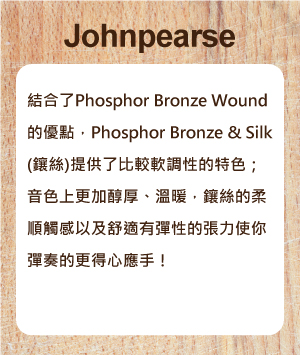 Johnpearse
結合了Phosphor Bronze Wound
的優點，Phosphor Bronze & Silk
(鑲絲)提供了比較軟調性的特色；
音色上更加醇厚、溫暖，鑲絲的柔
順觸感以及舒適有彈性的張力使你
彈奏的更得心應手！